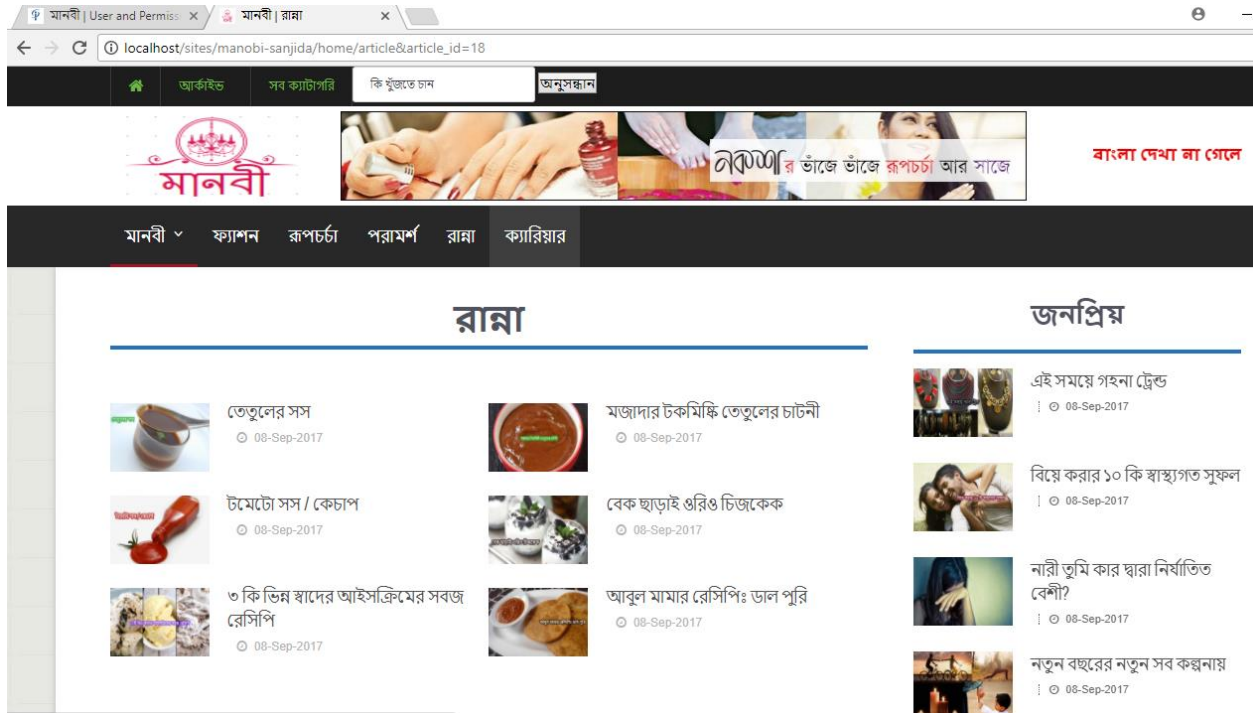 মানবী | User and Permiss
মানবী | রান্না
localhost/sites/manobi-sanjida/home/article&article_id=18
আর্কাইভ
সব ক্যাটাগরি
কি খুঁজতে চান
অনুসন্ধান
মানবী
নকশার ভাঁজে ভাঁজে রূপচর্চা আর সাজে
বাংলা দেখা না গেলে
মানবী
ফ্যাশন
রূপচর্চা
পরামর্শ
রান্না
ক্যারিয়ার
রান্না
তেতুলের সস
08-Sep-2017
মজাদার টকমিষ্টি তেতুলের চাটনী
08-Sep-2017
টমেটো সস / কেচাপ
08-Sep-2017
বেক ছাড়াই ওরিও চিজকেক
08-Sep-2017
৩ কি ভিন্ন স্বাদের আইসক্রিমের সবজ
রেসিপি
08-Sep-2017
আবুল মামার রেসিপিঃ ডাল পুরি
08-Sep-2017
জনপ্রিয়
এই সময়ে গহনা ট্রেন্ড
08-Sep-2017
বিয়ে করার ১০ কি স্বাস্থ্যগত সুফল
08-Sep-2017
নারী তুমি কার দ্বারা নির্যাতিত
বেশী?
08-Sep-2017
নতুন বছরের নতুন সব কল্পনায়
08-Sep-2017